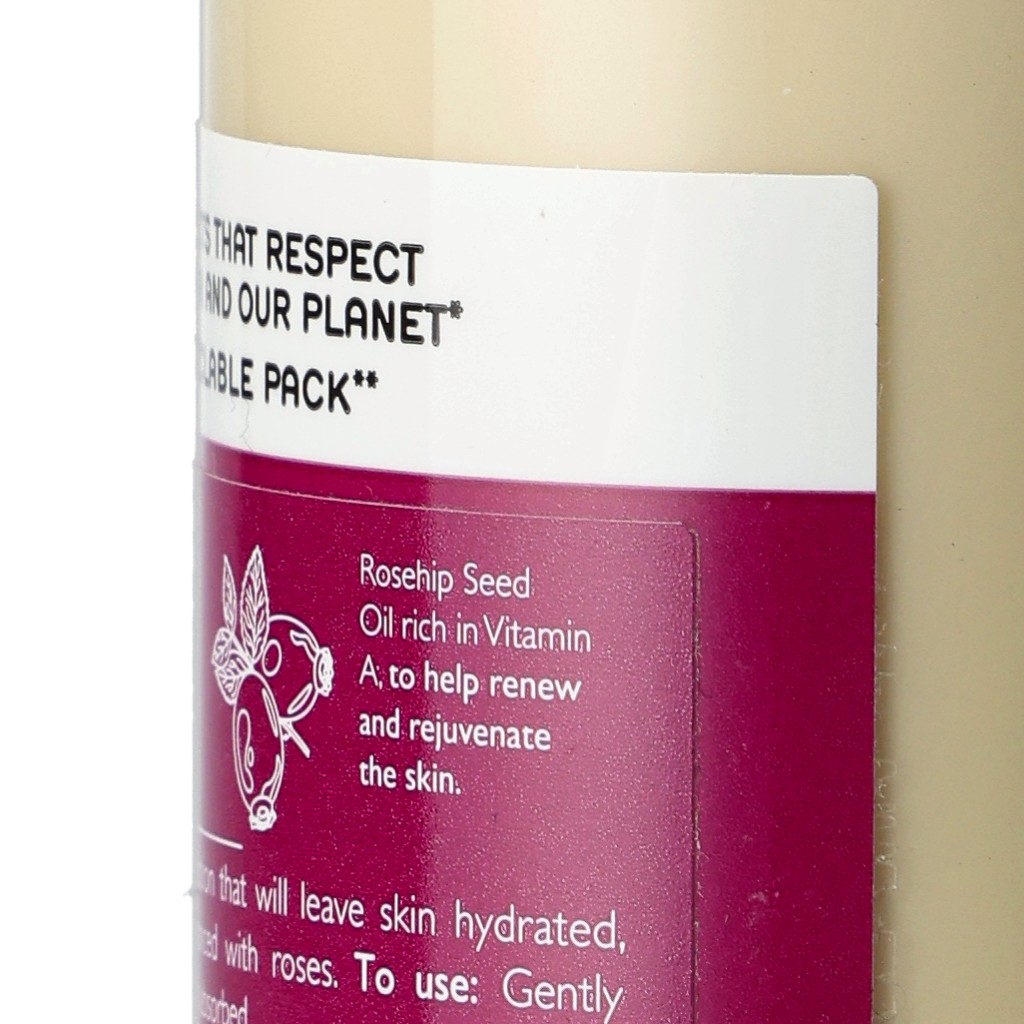 THAT RESPECT
AND OUR PLANET*
PACK**
Rosehip Seed
Oil rich in Vitamin
A, to help renew
and rejuvenate
the skin.
that will leave skin hydrated,
with roses. To use: Gently